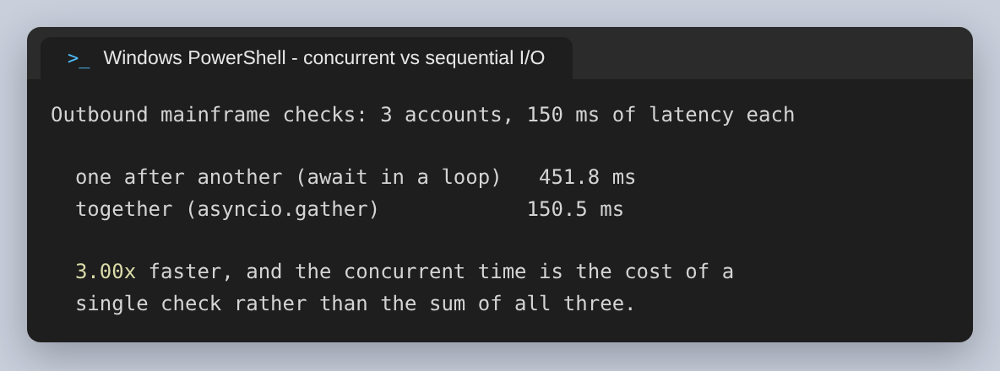 >_ Windows PowerShell - concurrent vs sequential I/O
Outbound mainframe checks: 3 accounts, 150 ms of latency each
one after another (await in a loop)   451.8 ms
together (asyncio.gather)            150.5 ms
3.00x faster, and the concurrent time is the cost of a
single check rather than the sum of all three.